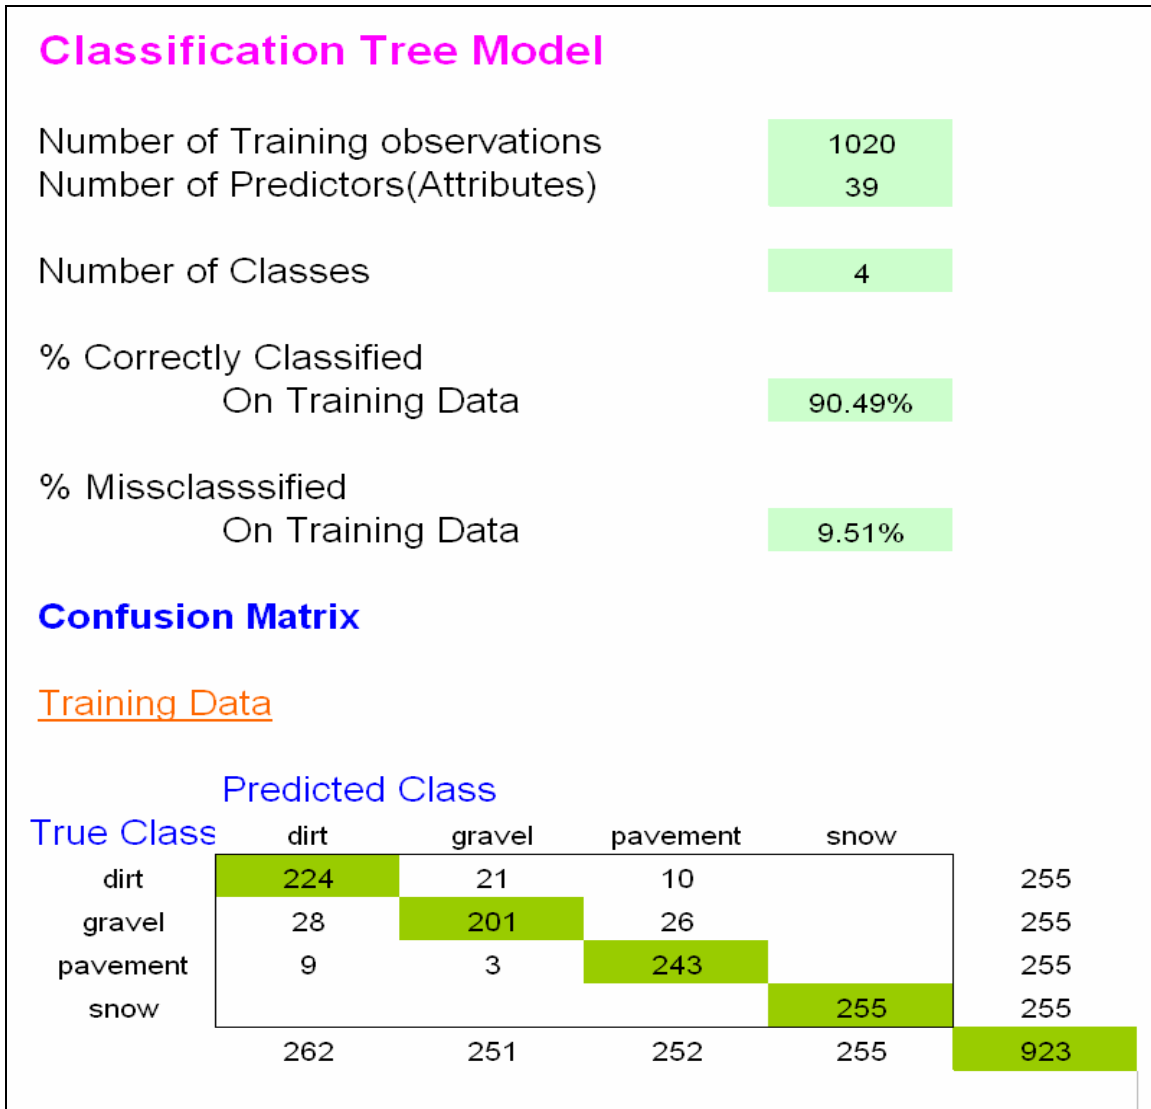 Classification Tree Model
Number of Training observations 1020
Number of Predictors(Attributes) 39
Number of Classes 4
% Correctly Classified
On Training Data 90.49%
% Missclasssified
On Training Data 9.51%
Confusion Matrix
Training Data
Predicted Class
True Class dirt gravel pavement snow
dirt 224 21 10 255
gravel 28 201 26 255
pavement 9 3 243 255
snow 255 255
262 251 252 255 923